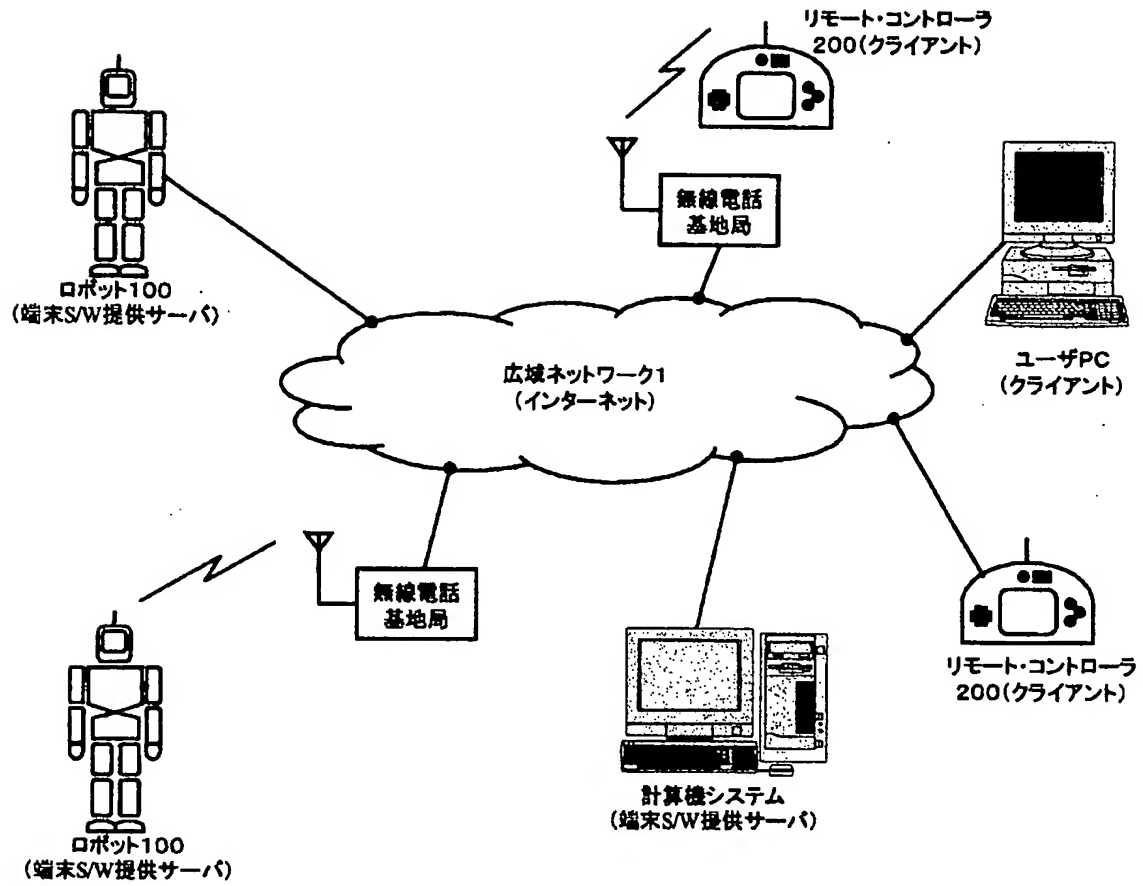 リモート・コントローラ
200(クライアント)
無線電話
基地局
ロボット100
(端末S/W提供サーバ)
ユーザPC
(クライアント)
広域ネットワーク1
(インターネット)
無線電話
基地局
リモート・コントローラ
200(クライアント)
計算機システム
(端末S/W提供サーバ)
ロボット100
(端末S/W提供サーバ)